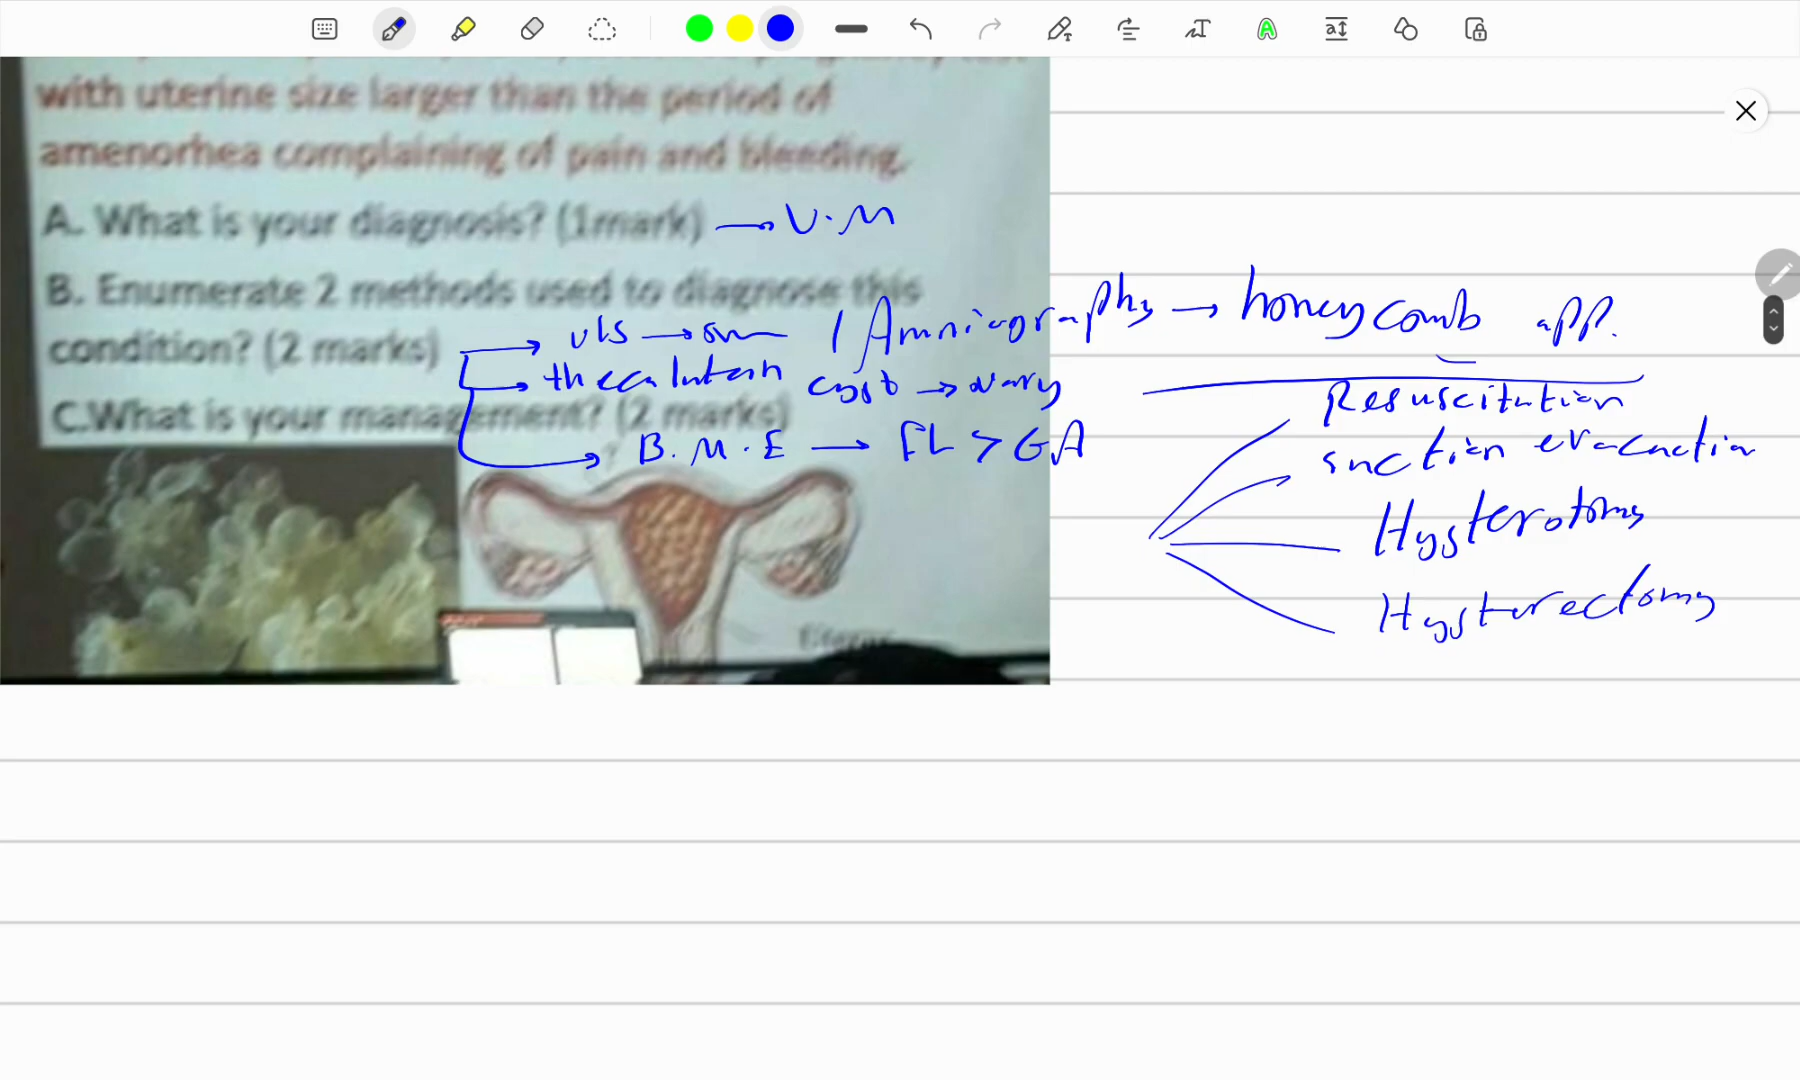 with uterine size larger than the period of
amenorhea complaining of pain and bleeding.
A. What is your diagnosis? (1mark) → V.M
B. Enumerate 2 methods used to diagnose this
condition? (2 marks)
U/S → / Amniography → honey comb app.
theca lutein cyst → ovary
C.What is your management? (2 marks)
B.M.E → FL > GA
Resuscitation
suction evacuation
Hysterotomy
Hysterectomy
Uterus